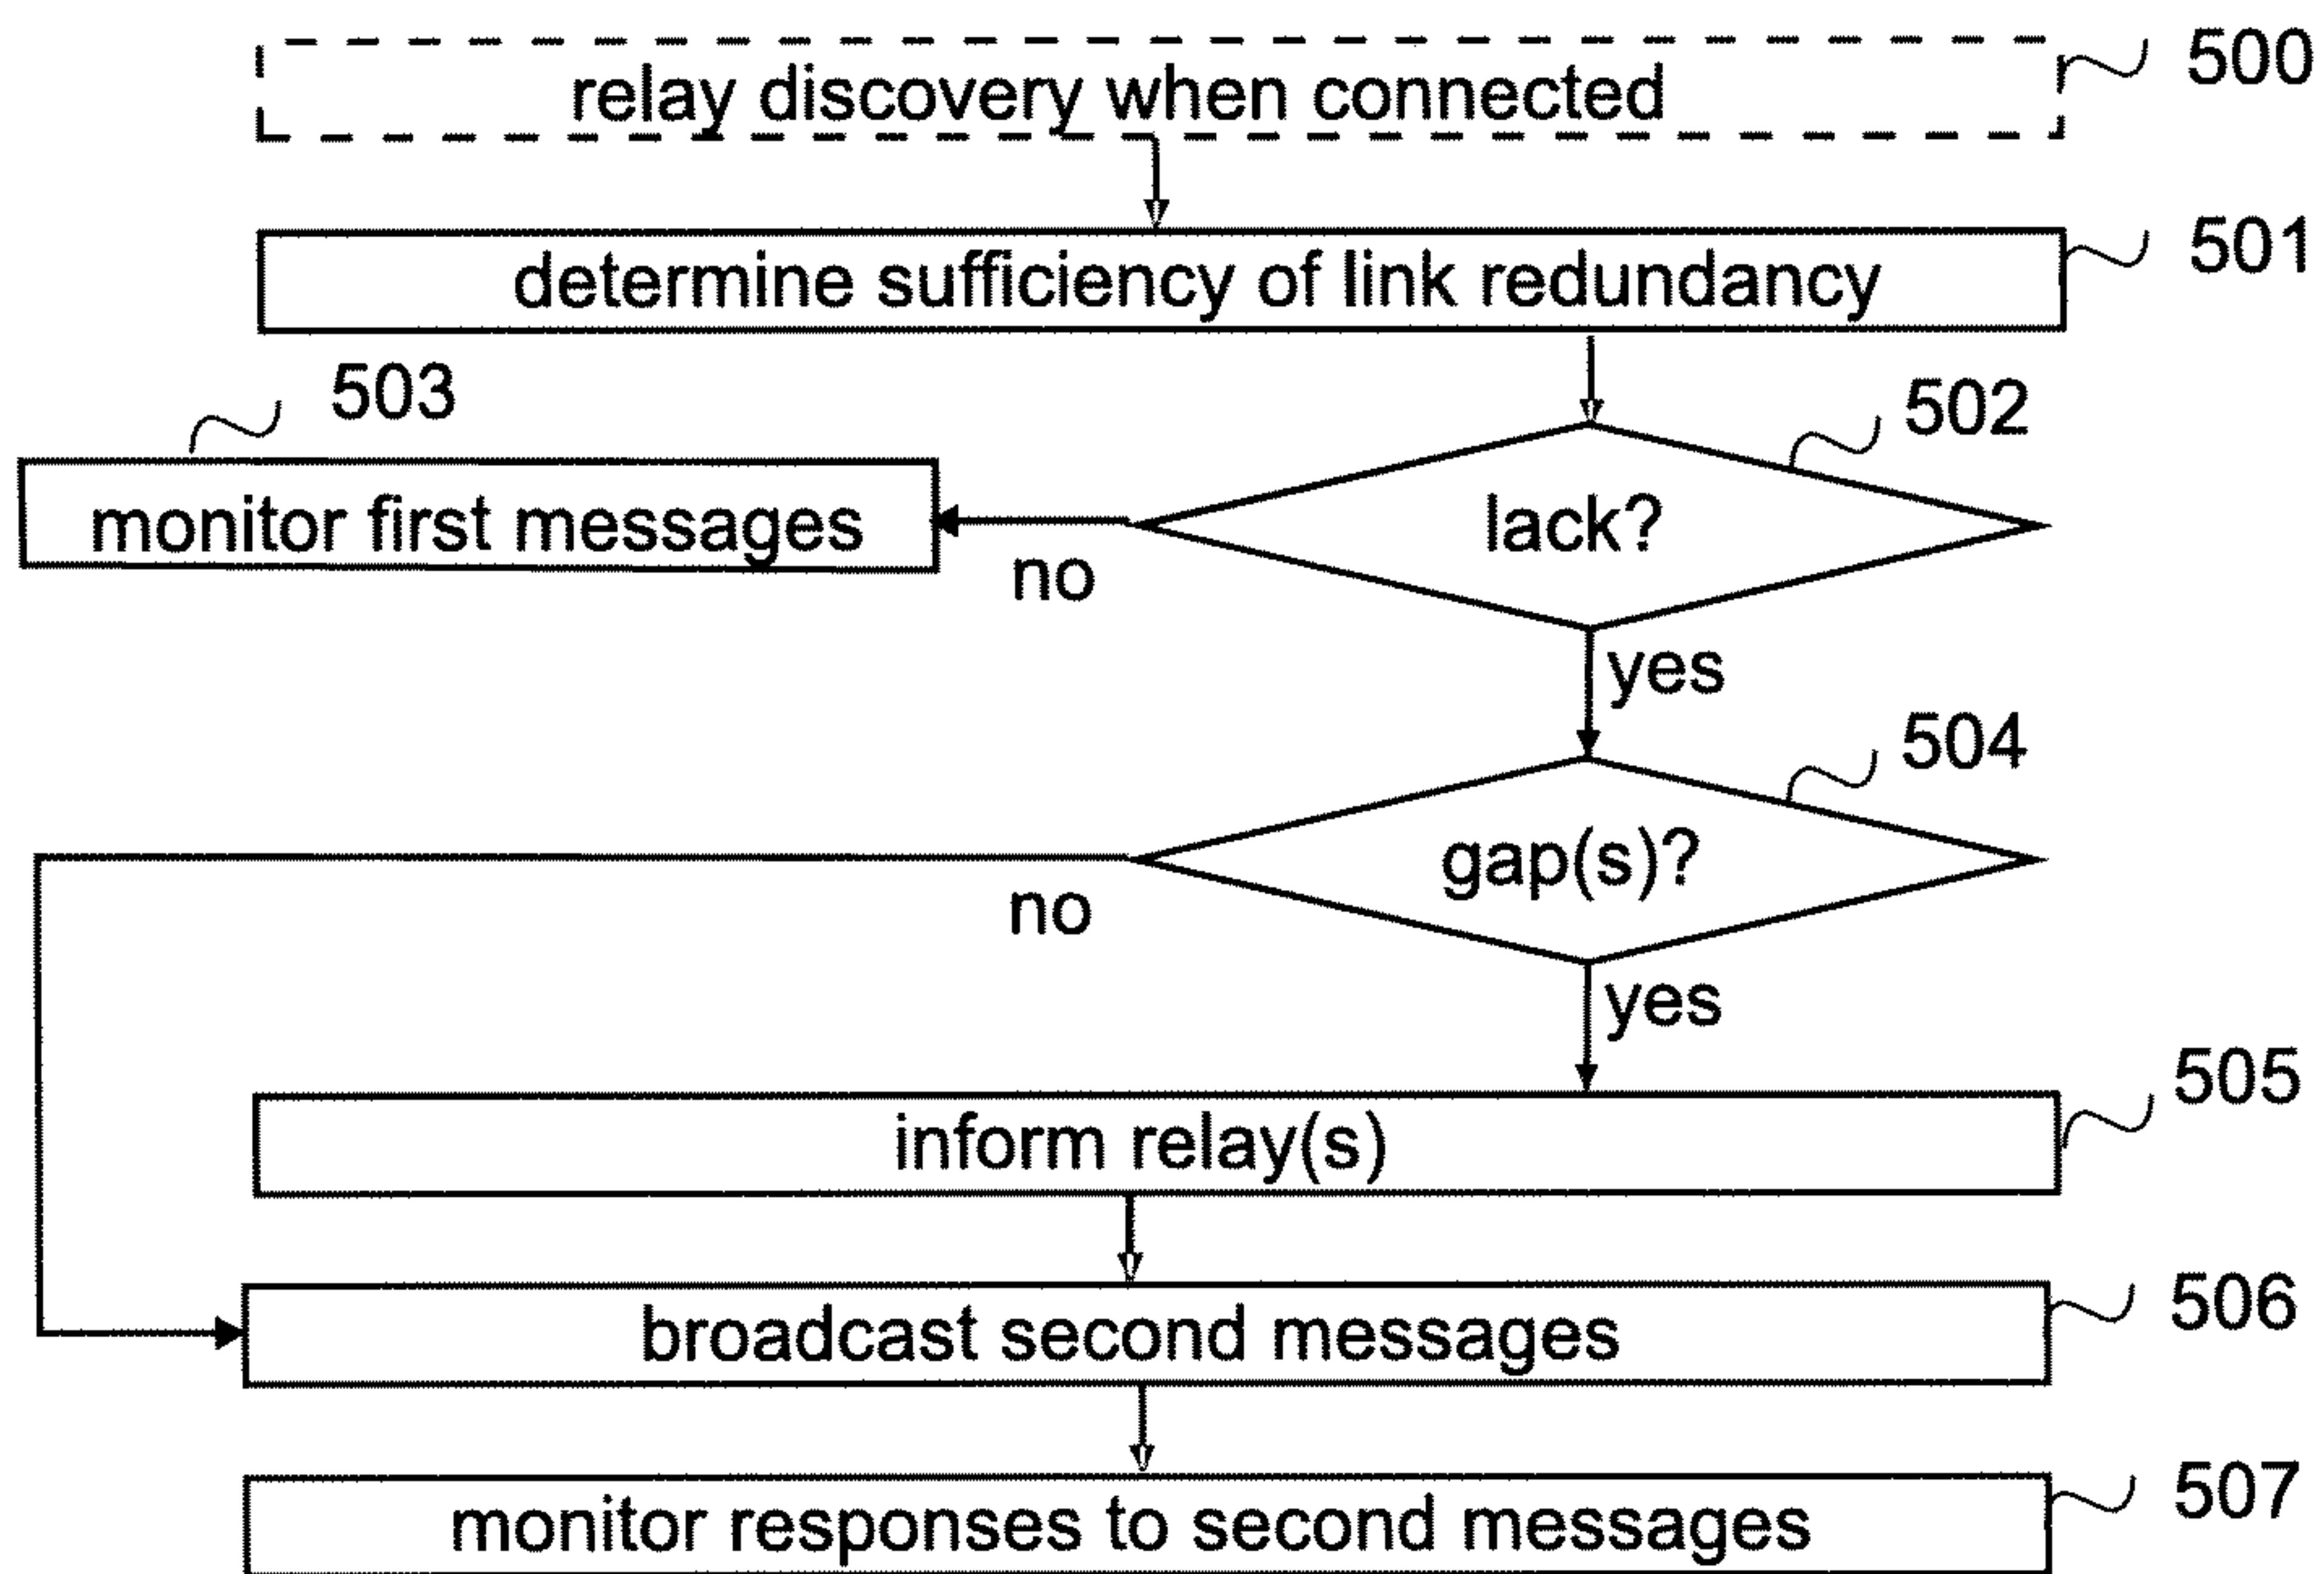 relay discovery when connected
500
determine sufficiency of link redundancy
501
503
502
monitor first messages
lack?
no
yes
504
gap(s)?
no
yes
505
inform relay(s)
broadcast second messages
506
monitor responses to second messages
507